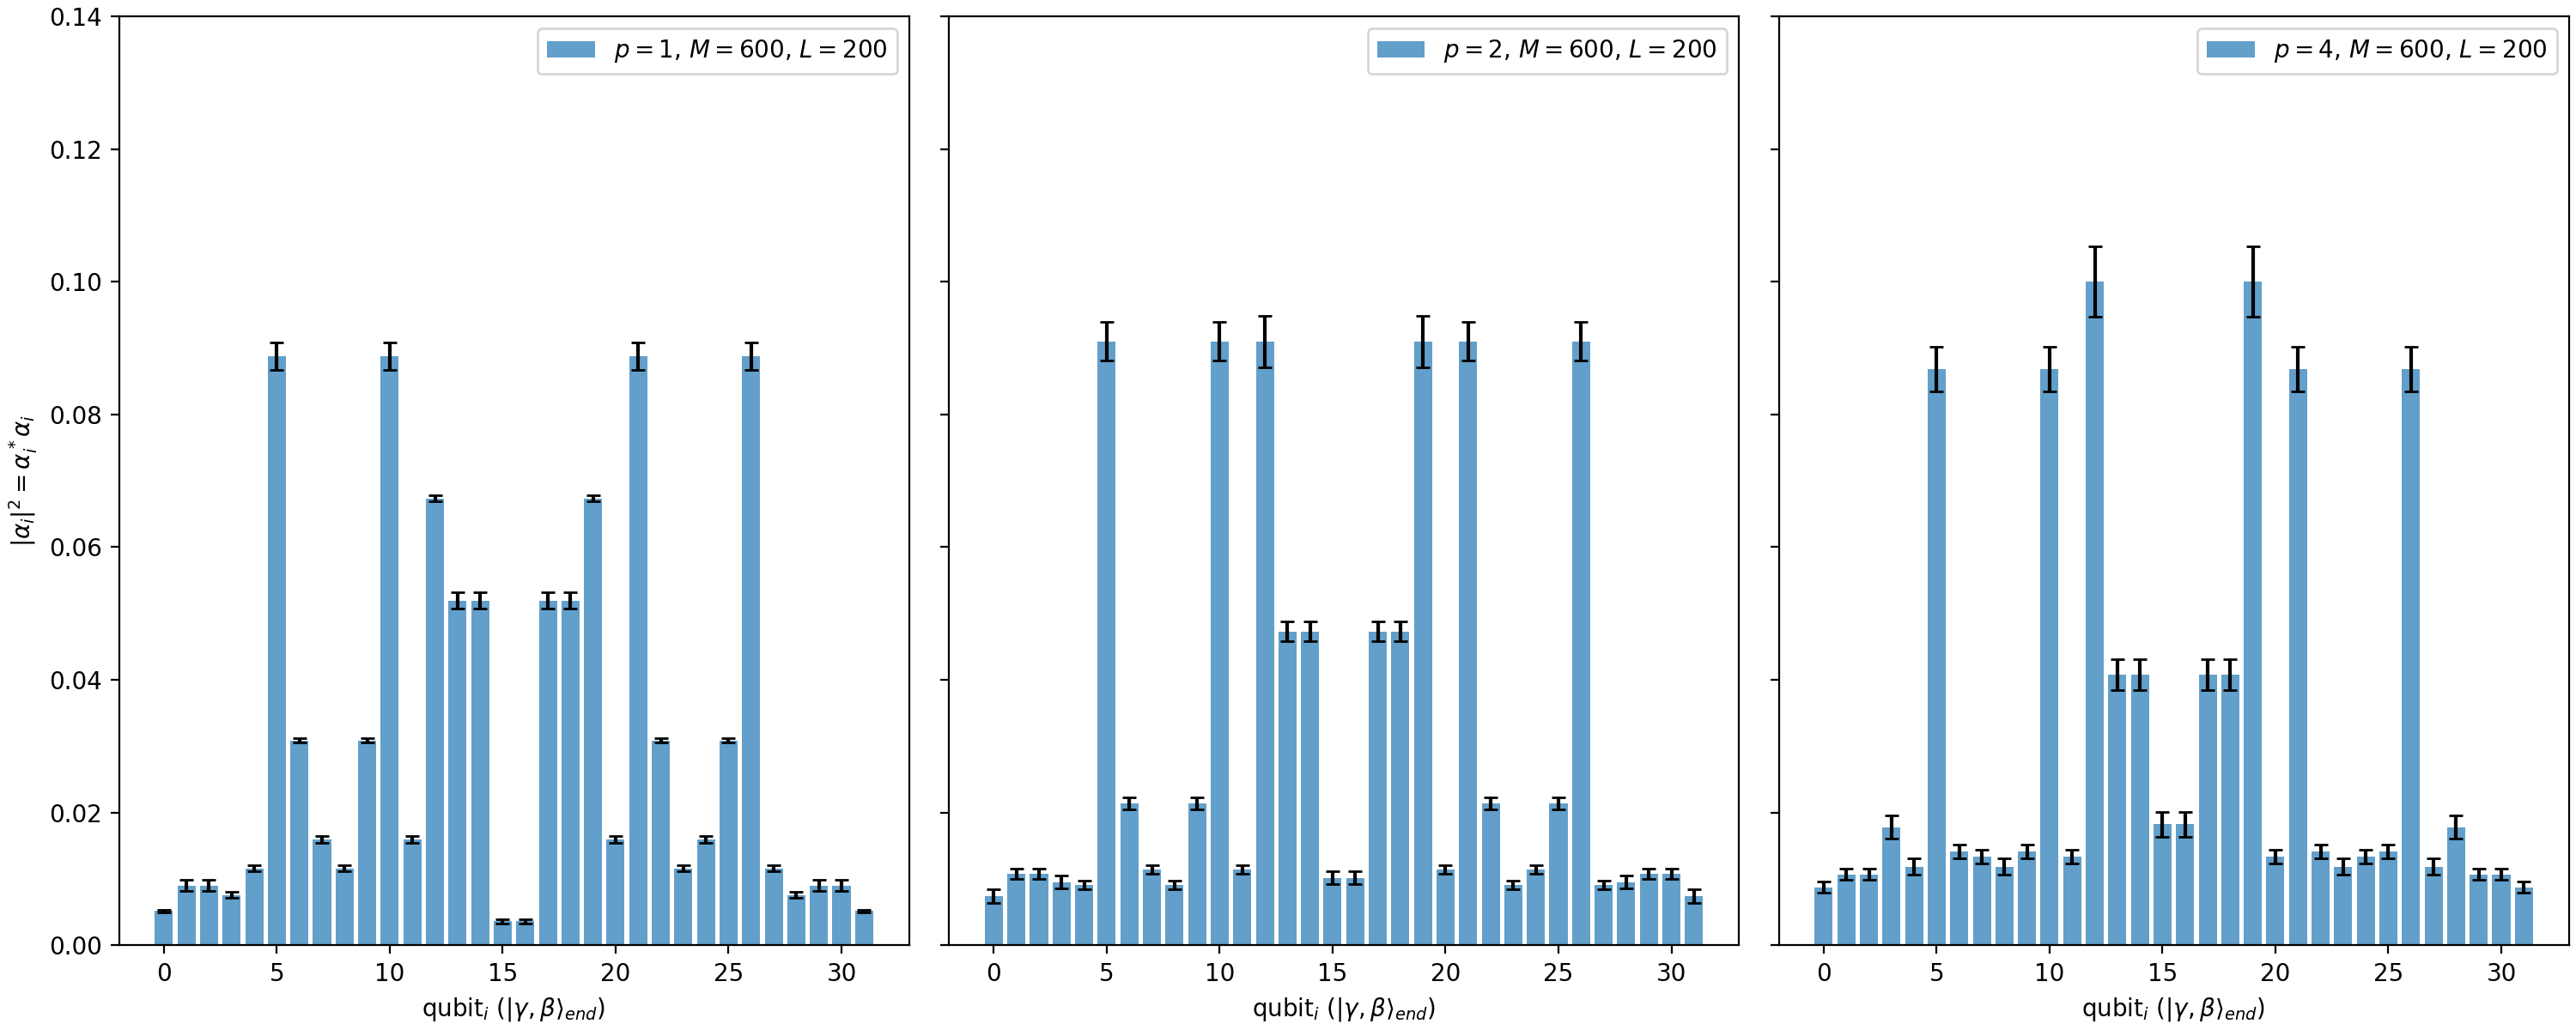 p = 1, M = 600, L = 200
0.14
0.12
0.10
0.08
0.06
0.04
0.02
0.00
|α_i|² = α_i^* α_i
0 5 10 15 20 25 30
qubit_i (|γ, β⟩_end)
p = 2, M = 600, L = 200
0 5 10 15 20 25 30
qubit_i (|γ, β⟩_end)
p = 4, M = 600, L = 200
0 5 10 15 20 25 30
qubit_i (|γ, β⟩_end)